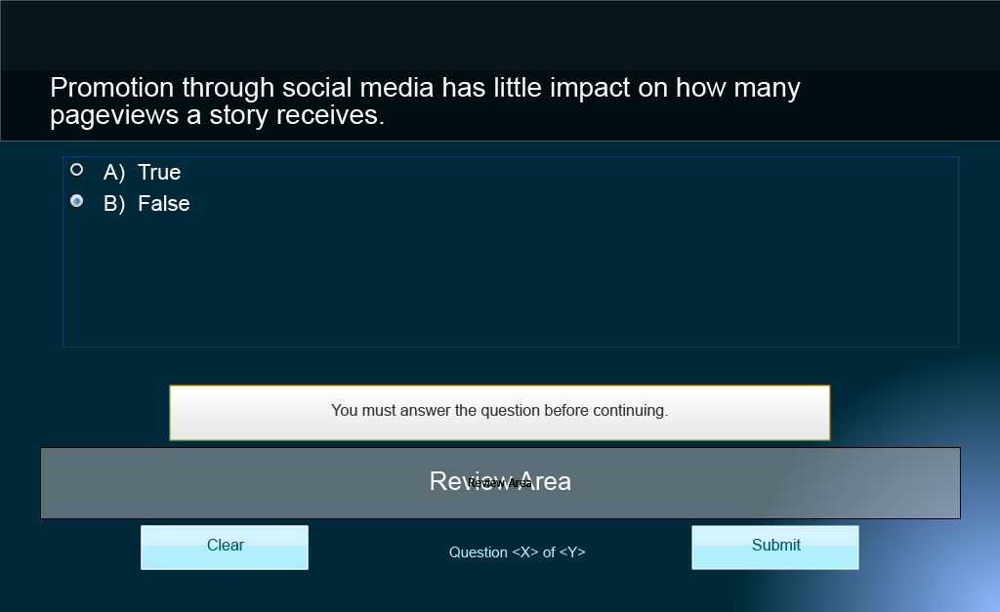 Promotion through social media has little impact on how many
pageviews a story receives.
A) True
B) False
You must answer the question before continuing.
Review Area
Review Area
Clear
Question <X> of <Y>
Submit